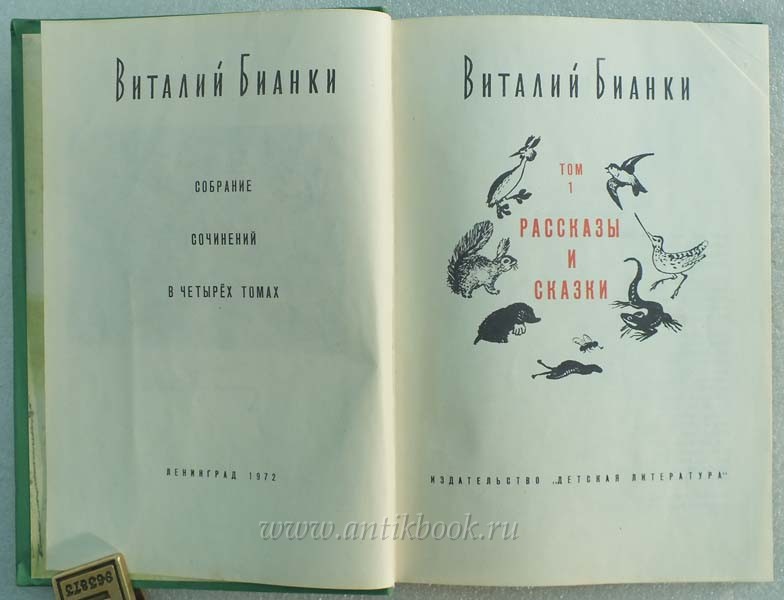 Виталий Бианки
СОБРАНИЕ
СОЧИНЕНИЙ
В ЧЕТЫРЁХ ТОМАХ
ЛЕНИНГРАД 1972
Виталий Бианки
ТОМ
1
РАССКАЗЫ
И
СКАЗКИ
ИЗДАТЕЛЬСТВО „ДЕТСКАЯ ЛИТЕРАТУРА"
www.antikbook.ru